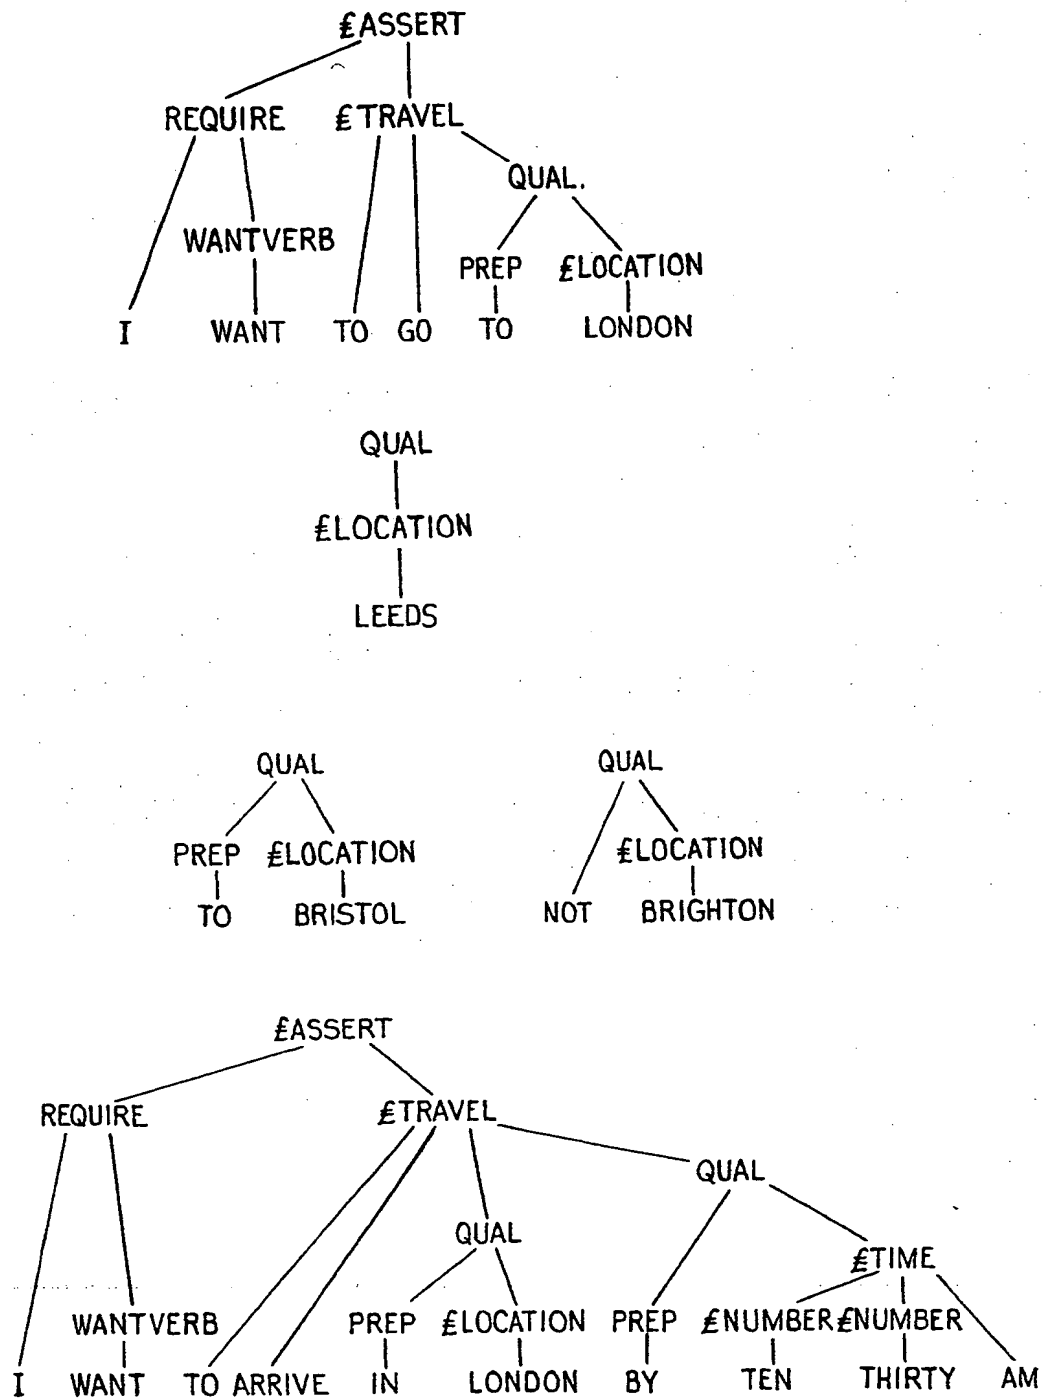 £ASSERT
REQUIRE £TRAVEL
QUAL.
WANTVERB
PREP £LOCATION
I WANT TO GO TO LONDON
QUAL
£LOCATION
LEEDS
QUAL QUAL
PREP £LOCATION £LOCATION
TO BRISTOL NOT BRIGHTON
£ASSERT
REQUIRE £TRAVEL
QUAL
QUAL
£TIME
WANTVERB PREP £LOCATION PREP £NUMBER £NUMBER
I WANT TO ARRIVE IN LONDON BY TEN THIRTY AM